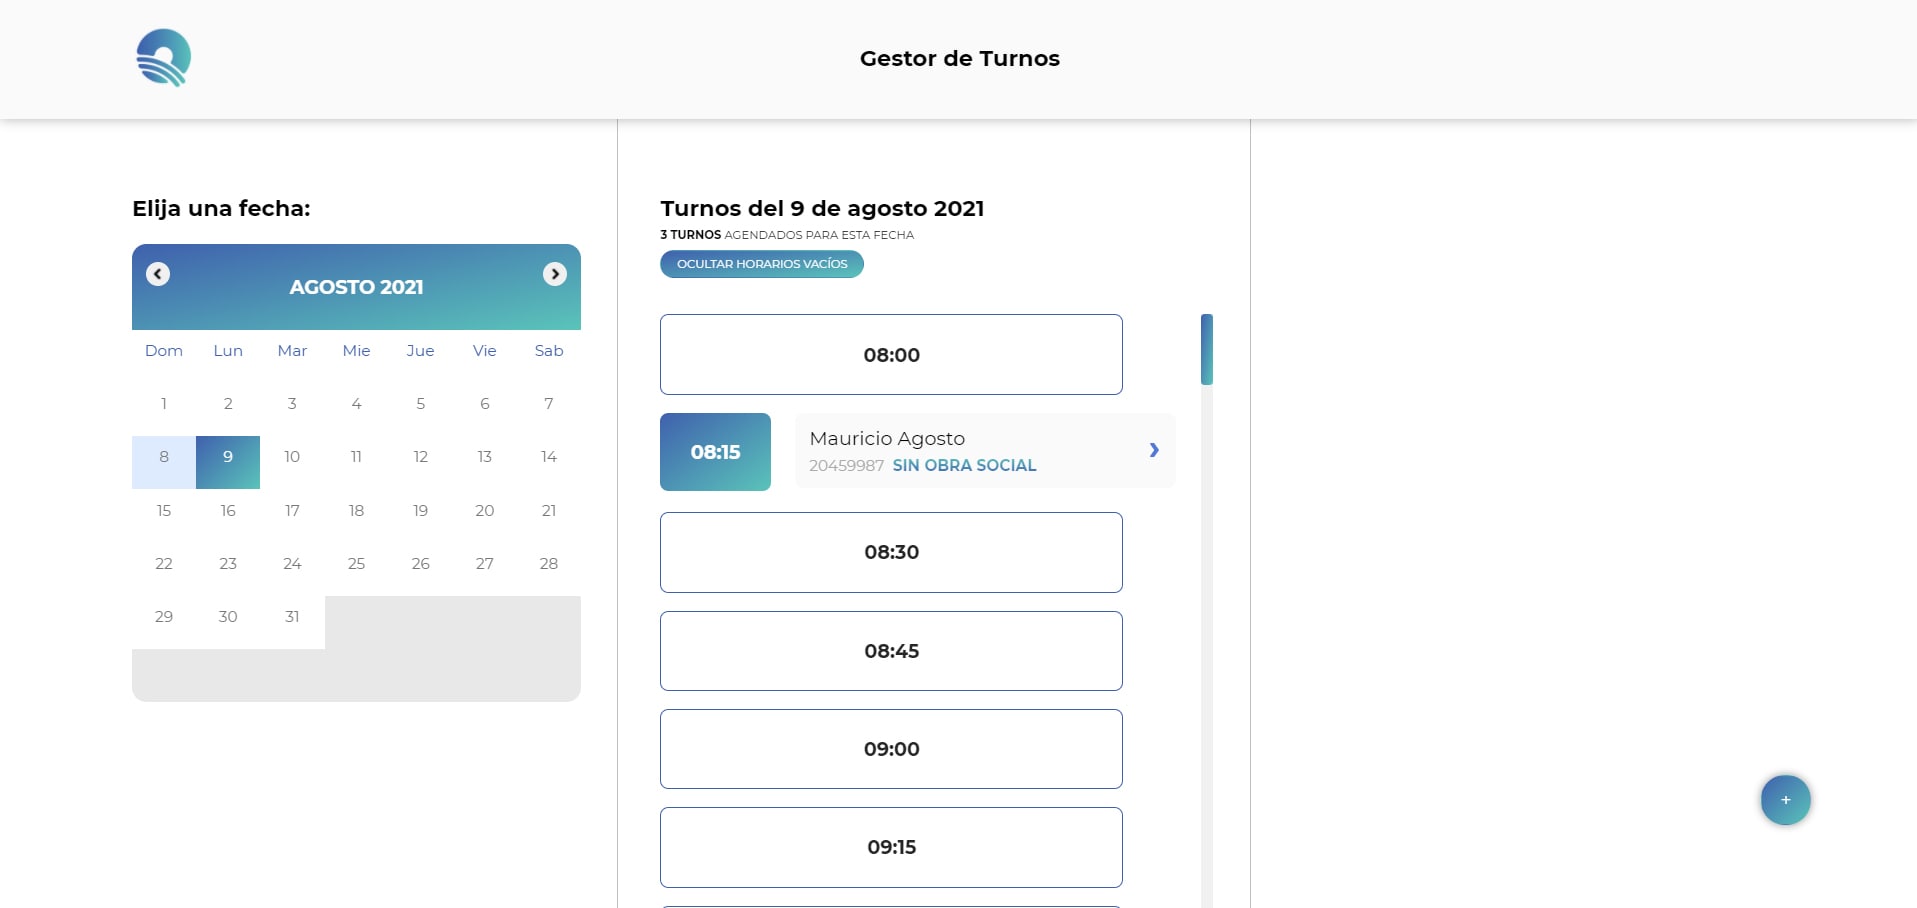 Gestor de Turnos
Elija una fecha:
AGOSTO 2021
Dom Lun Mar Mie Jue Vie Sab
1 2 3 4 5 6 7
8 9 10 11 12 13 14
15 16 17 18 19 20 21
22 23 24 25 26 27 28
29 30 31
Turnos del 9 de agosto 2021
3 TURNOS AGENDADOS PARA ESTA FECHA
OCULTAR HORARIOS VACÍOS
08:00
08:15
Mauricio Agosto
20459987 SIN OBRA SOCIAL
08:30
08:45
09:00
09:15
+